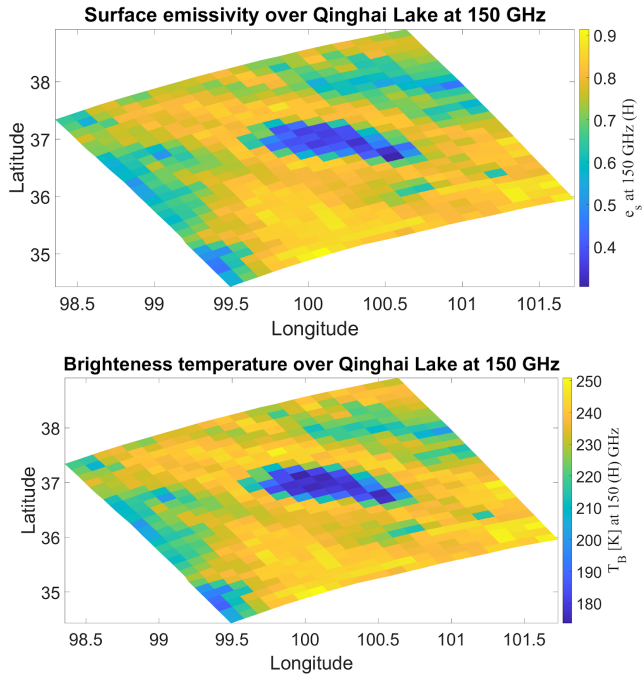 Surface emissivity over Qinghai Lake at 150 GHz
38
37
36
35
Latitude
98.5 99 99.5 100 100.5 101 101.5
Longitude
0.9
0.8
0.7
0.6
0.5
0.4
e_s at 150 GHz (H)
Brighteness temperature over Qinghai Lake at 150 GHz
38
37
36
35
Latitude
98.5 99 99.5 100 100.5 101 101.5
Longitude
250
240
230
220
210
200
190
180
T_B [K] at 150 (H) GHz